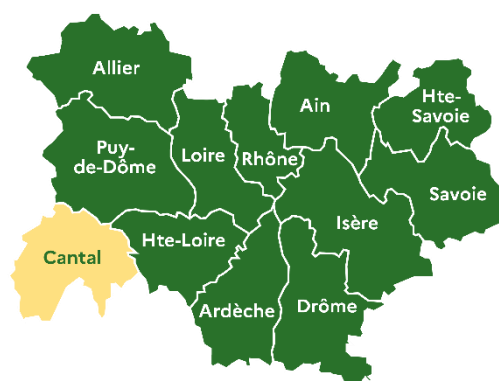 Allier
Ain
Hte-
Savoie
Puy-
de-Dôme
Loire
Rhône
Savoie
Isère
Hte-Loire
Cantal
Ardèche
Drôme